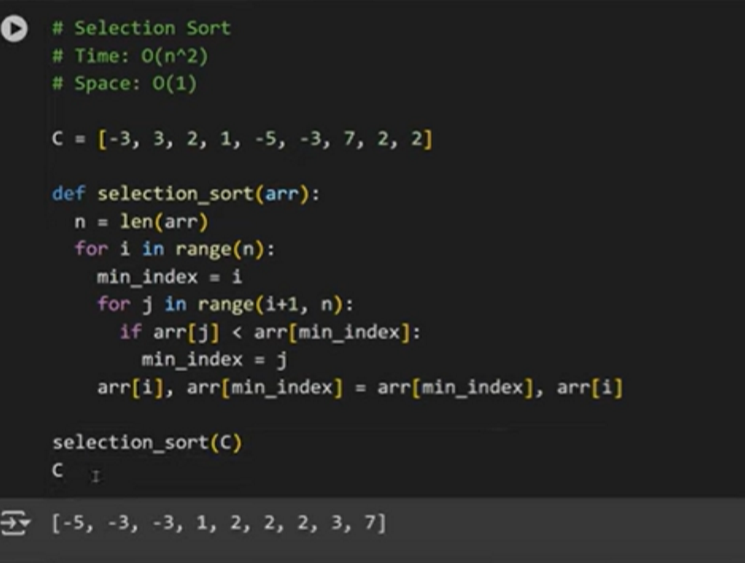 # Selection Sort
# Time: O(n^2)
# Space: O(1)
C = [-3, 3, 2, 1, -5, -3, 7, 2, 2]
def selection_sort(arr):
  n = len(arr)
  for i in range(n):
    min_index = i
    for j in range(i+1, n):
      if arr[j] < arr[min_index]:
        min_index = j
    arr[i], arr[min_index] = arr[min_index], arr[i]
selection_sort(C)
C
[-5, -3, -3, 1, 2, 2, 2, 3, 7]